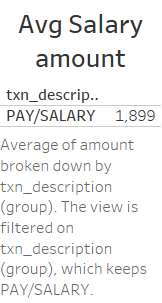 Avg Salary
amount
txn_descrip..
PAY/SALARY 1,899
Average of amount
broken down by
txn_description
(group). The view is
filtered on
txn_description
(group), which keeps
PAY/SALARY.